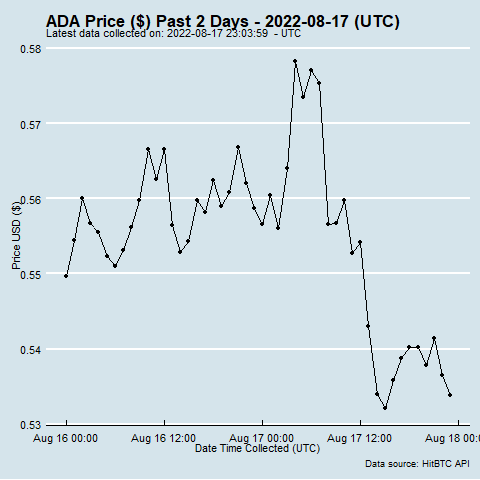 ADA Price ($) Past 2 Days - 2022-08-17 (UTC)
Latest data collected on: 2022-08-17 23:03:59 - UTC
0.58
0.57
0.56
0.55
0.54
0.53
Price USD ($)
Aug 16 00:00 Aug 16 12:00 Aug 17 00:00 Aug 17 12:00 Aug 18 00:0
Date Time Collected (UTC)
Data source: HitBTC API